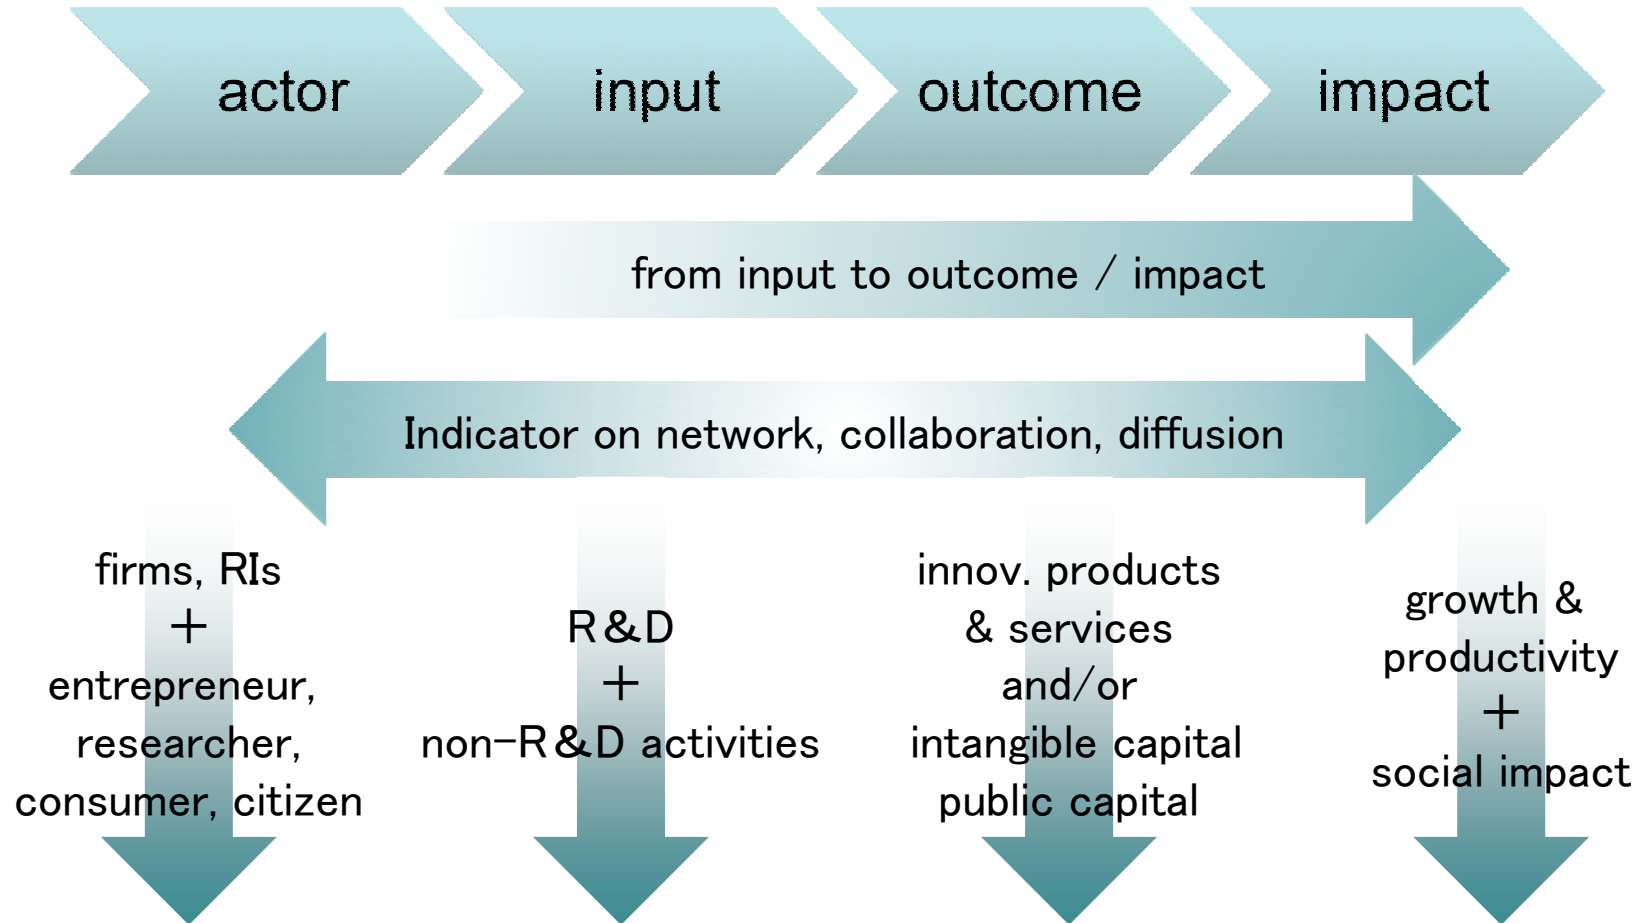 actor
input
outcome
impact
from input to outcome / impact
Indicator on network, collaboration, diffusion
firms, RIs
+
entrepreneur,
researcher,
consumer, citizen
R&D
+
non-R&D activities
innov. products
& services
and/or
intangible capital
public capital
growth &
productivity
+
social impact